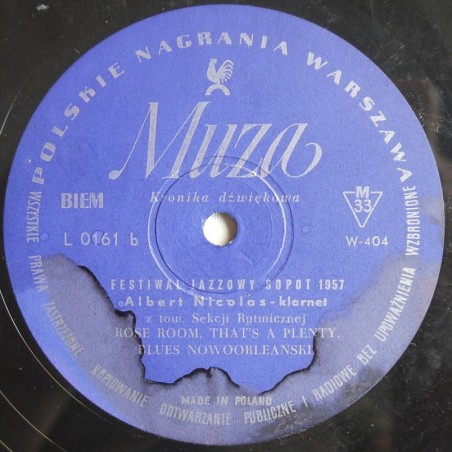 POLSKIE NAGRANIA WARSZAWA
Muza
Kronika dźwiękowa
BIEM
M
33
L 0161 b
W-404
FESTIWAL JAZZOWY SOPOT 1957
Albert Nicolas - klarnet
z tow. Sekcji Rytmicznej
ROSE ROOM, THAT'S A PLENTY,
BLUES NOWOORLEAŃSKI
MADE IN POLAND
WSZYSTKIE PRAWA ZASTRZEŻONE KOPIOWANIE ODTWARZANIE PUBLICZNE I RADIOWE BEZ UPOWAŻNIENIA WZBRONIONE